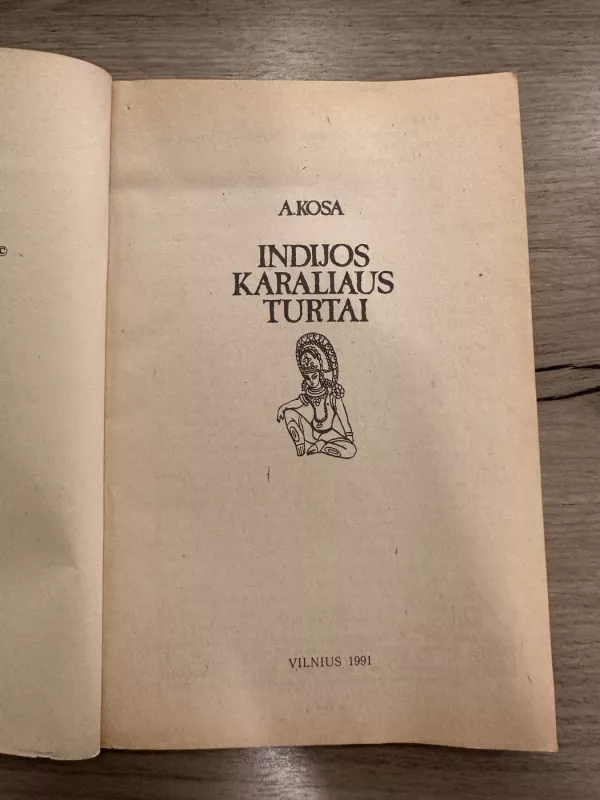 ©
A.KOSA
INDIJOS
KARALIAUS
TURTAI
VILNIUS 1991